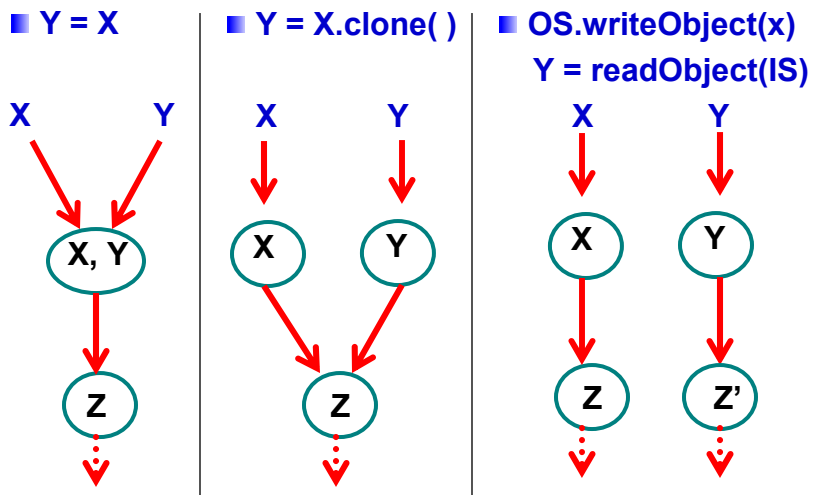 Y = X
X Y
X, Y
Z
Y = X.clone( )
X Y
X Y
Z
OS.writeObject(x)
Y = readObject(IS)
X Y
X Y
Z Z’